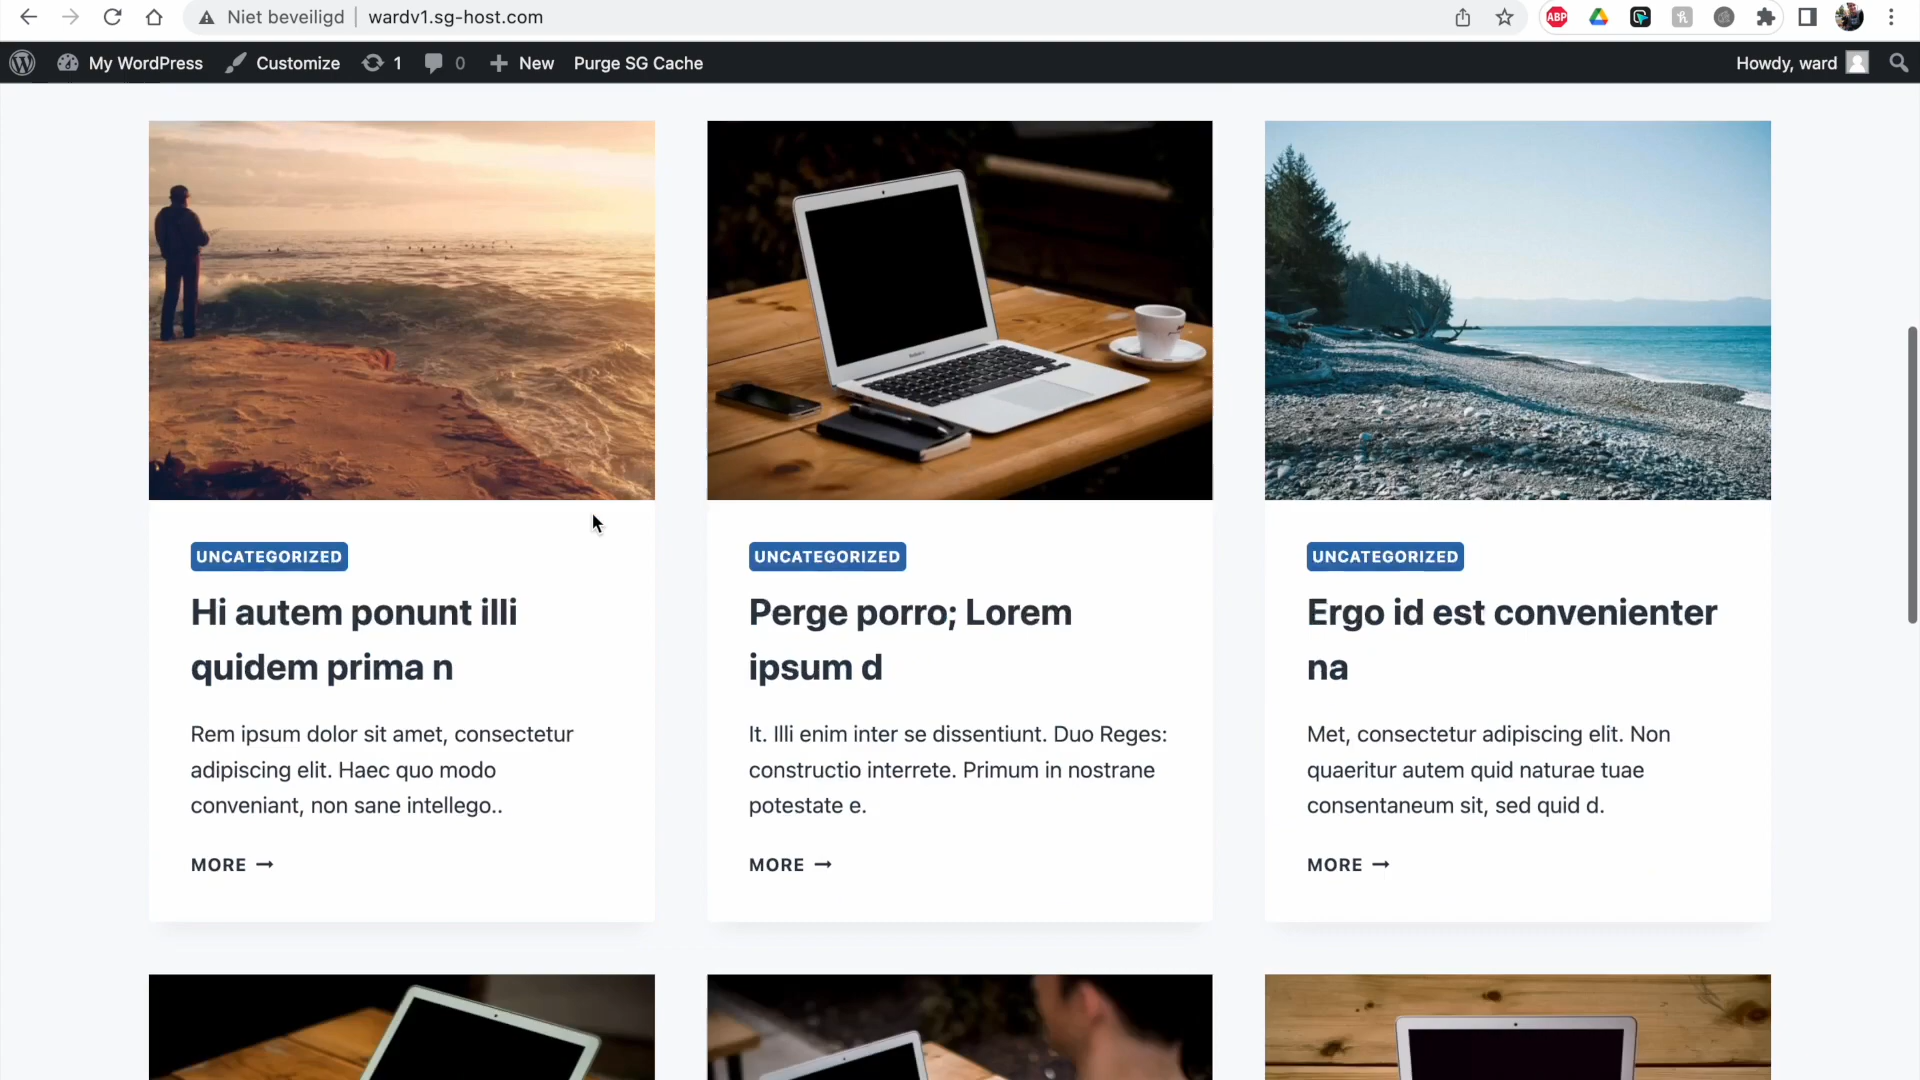 Niet beveiligd | wardv1.sg-host.com
ABP
My WordPress Customize 1 0 New Purge SG Cache Howdy, ward
UNCATEGORIZED
Hi autem ponunt illi
quidem prima n
Rem ipsum dolor sit amet, consectetur
adipiscing elit. Haec quo modo
conveniant, non sane intellego..
MORE →
UNCATEGORIZED
Perge porro; Lorem
ipsum d
It. Illi enim inter se dissentiunt. Duo Reges:
constructio interrete. Primum in nostrane
potestate e.
MORE →
UNCATEGORIZED
Ergo id est convenienter
na
Met, consectetur adipiscing elit. Non
quaeritur autem quid naturae tuae
consentaneum sit, sed quid d.
MORE →